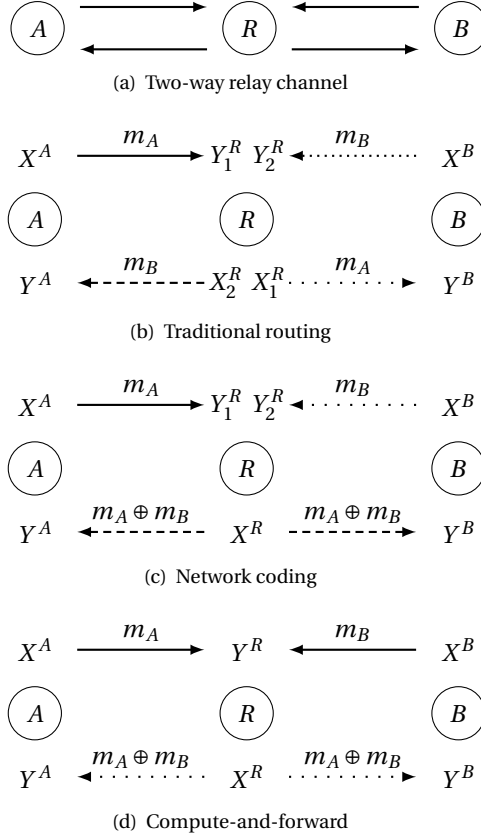 A R B
(a) Two-way relay channel
m_A m_B
X^A Y_1^R Y_2^R X^B
A R B
m_B m_A
Y^A X_2^R X_1^R Y^B
(b) Traditional routing
m_A m_B
X^A Y_1^R Y_2^R X^B
A R B
m_A ⊕ m_B m_A ⊕ m_B
Y^A X^R Y^B
(c) Network coding
m_A m_B
X^A Y^R X^B
A R B
m_A ⊕ m_B m_A ⊕ m_B
Y^A X^R Y^B
(d) Compute-and-forward